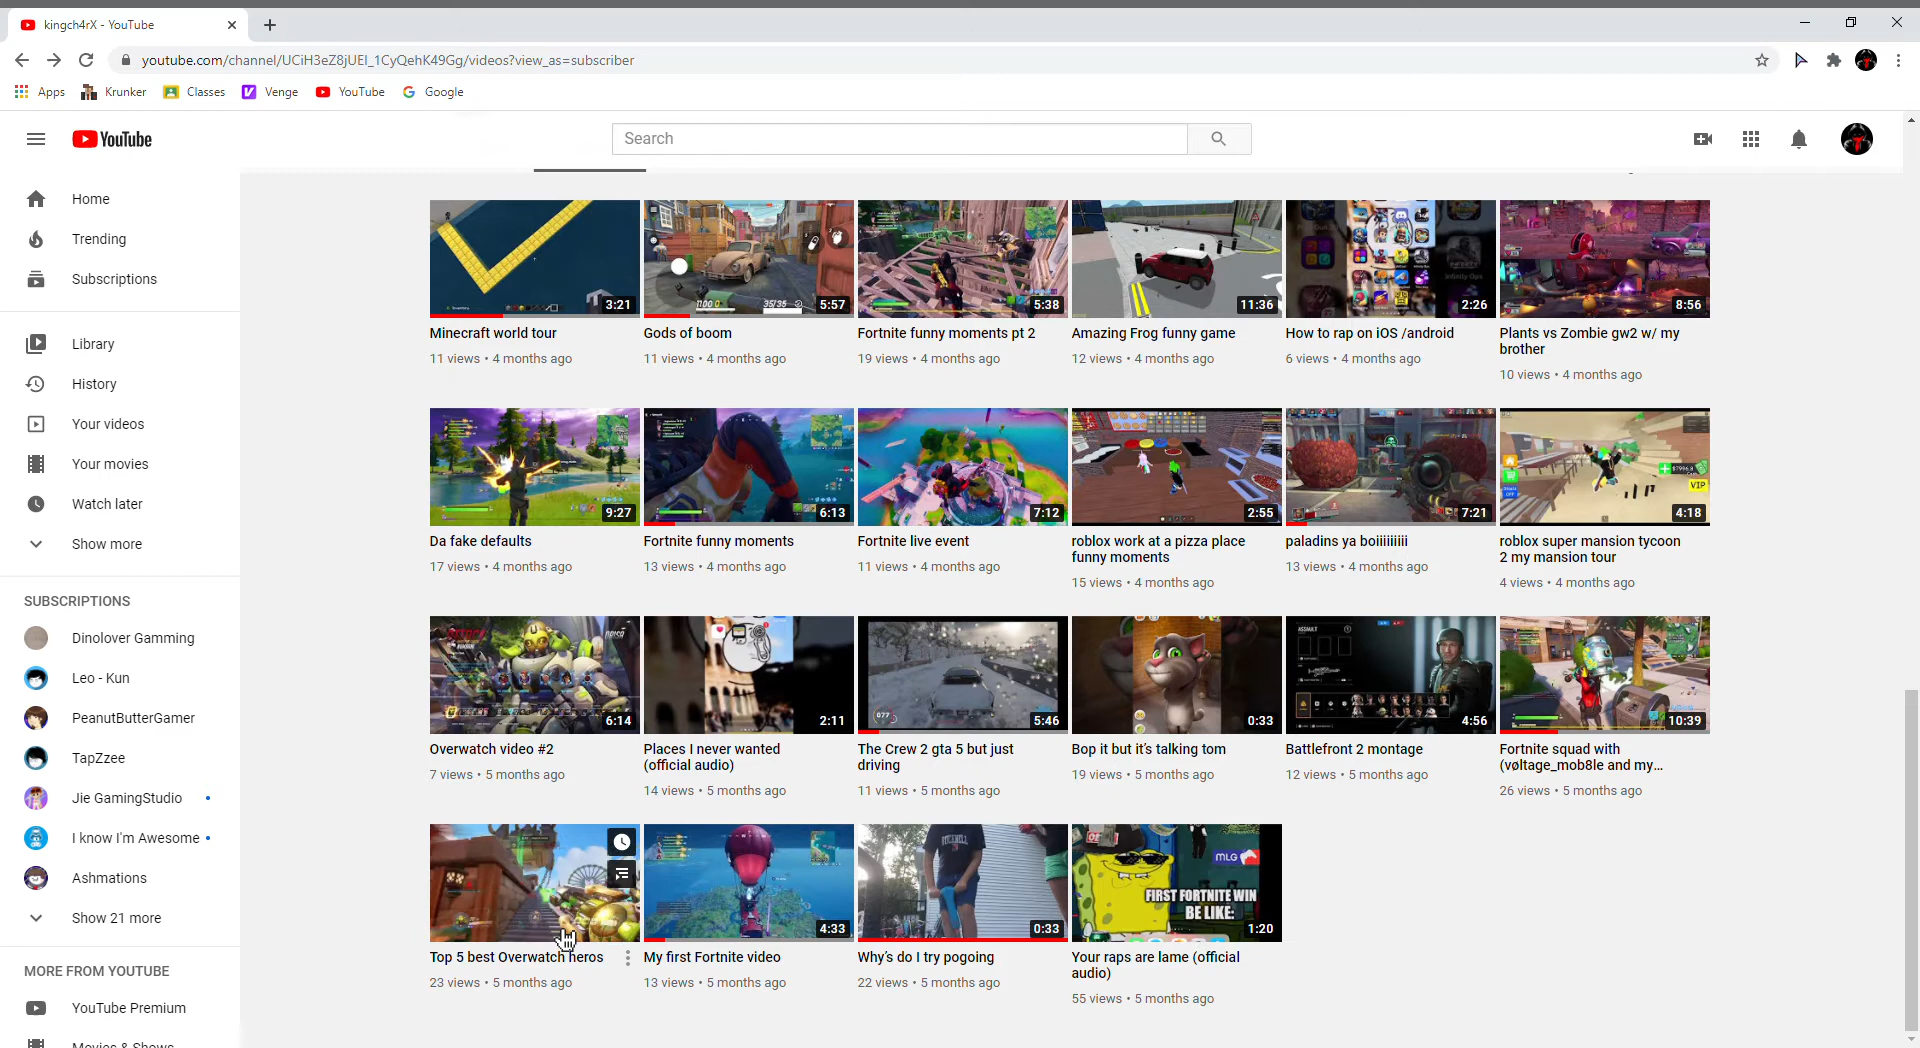 kingch4rX - YouTube
youtube.com/channel/UCiH3eZ8jUEI_1CyQehK49Gg/videos?view_as=subscriber
Apps Krunker Classes Venge YouTube Google
YouTube
Search
Home
Trending
Subscriptions
Library
History
Your videos
Your movies
Watch later
Show more
SUBSCRIPTIONS
Dinolover Gaming
Leo - Kun
PeanutButterGamer
TapZzee
Jie GamingStudio
I know I'm Awesome
Ashmations
Show 21 more
MORE FROM YOUTUBE
YouTube Premium
Movies & Shows
3:21
Minecraft world tour
11 views • 4 months ago
5:57
Gods of boom
11 views • 4 months ago
5:38
Fortnite funny moments pt 2
19 views • 4 months ago
11:36
Amazing Frog funny game
12 views • 4 months ago
2:26
How to rap on iOS /android
6 views • 4 months ago
8:56
Plants vs Zombie gw2 w/ my
brother
10 views • 4 months ago
9:27
Da fake defaults
17 views • 4 months ago
6:13
Fortnite funny moments
13 views • 4 months ago
7:12
Fortnite live event
11 views • 4 months ago
2:55
roblox work at a pizza place
funny moments
15 views • 4 months ago
7:21
paladins ya boiiiiiiiii
13 views • 4 months ago
VIP
4:18
roblox super mansion tycoon
2 my mansion tour
4 views • 4 months ago
6:14
Overwatch video #2
7 views • 5 months ago
2:11
Places I never wanted
(official audio)
14 views • 5 months ago
5:46
The Crew 2 gta 5 but just
driving
11 views • 5 months ago
0:33
Bop it but it's talking tom
19 views • 5 months ago
ASSAULT
4:56
Battlefront 2 montage
12 views • 5 months ago
10:39
Fortnite squad with
(vøltage_mob8le and my...
26 views • 5 months ago
Top 5 best Overwatch heros
23 views • 5 months ago
4:33
My first Fortnite video
13 views • 5 months ago
0:33
Why's do I try pogoing
22 views • 5 months ago
MLG
FIRST FORTNITE WIN
BE LIKE:
1:20
Your raps are lame (official
audio)
55 views • 5 months ago